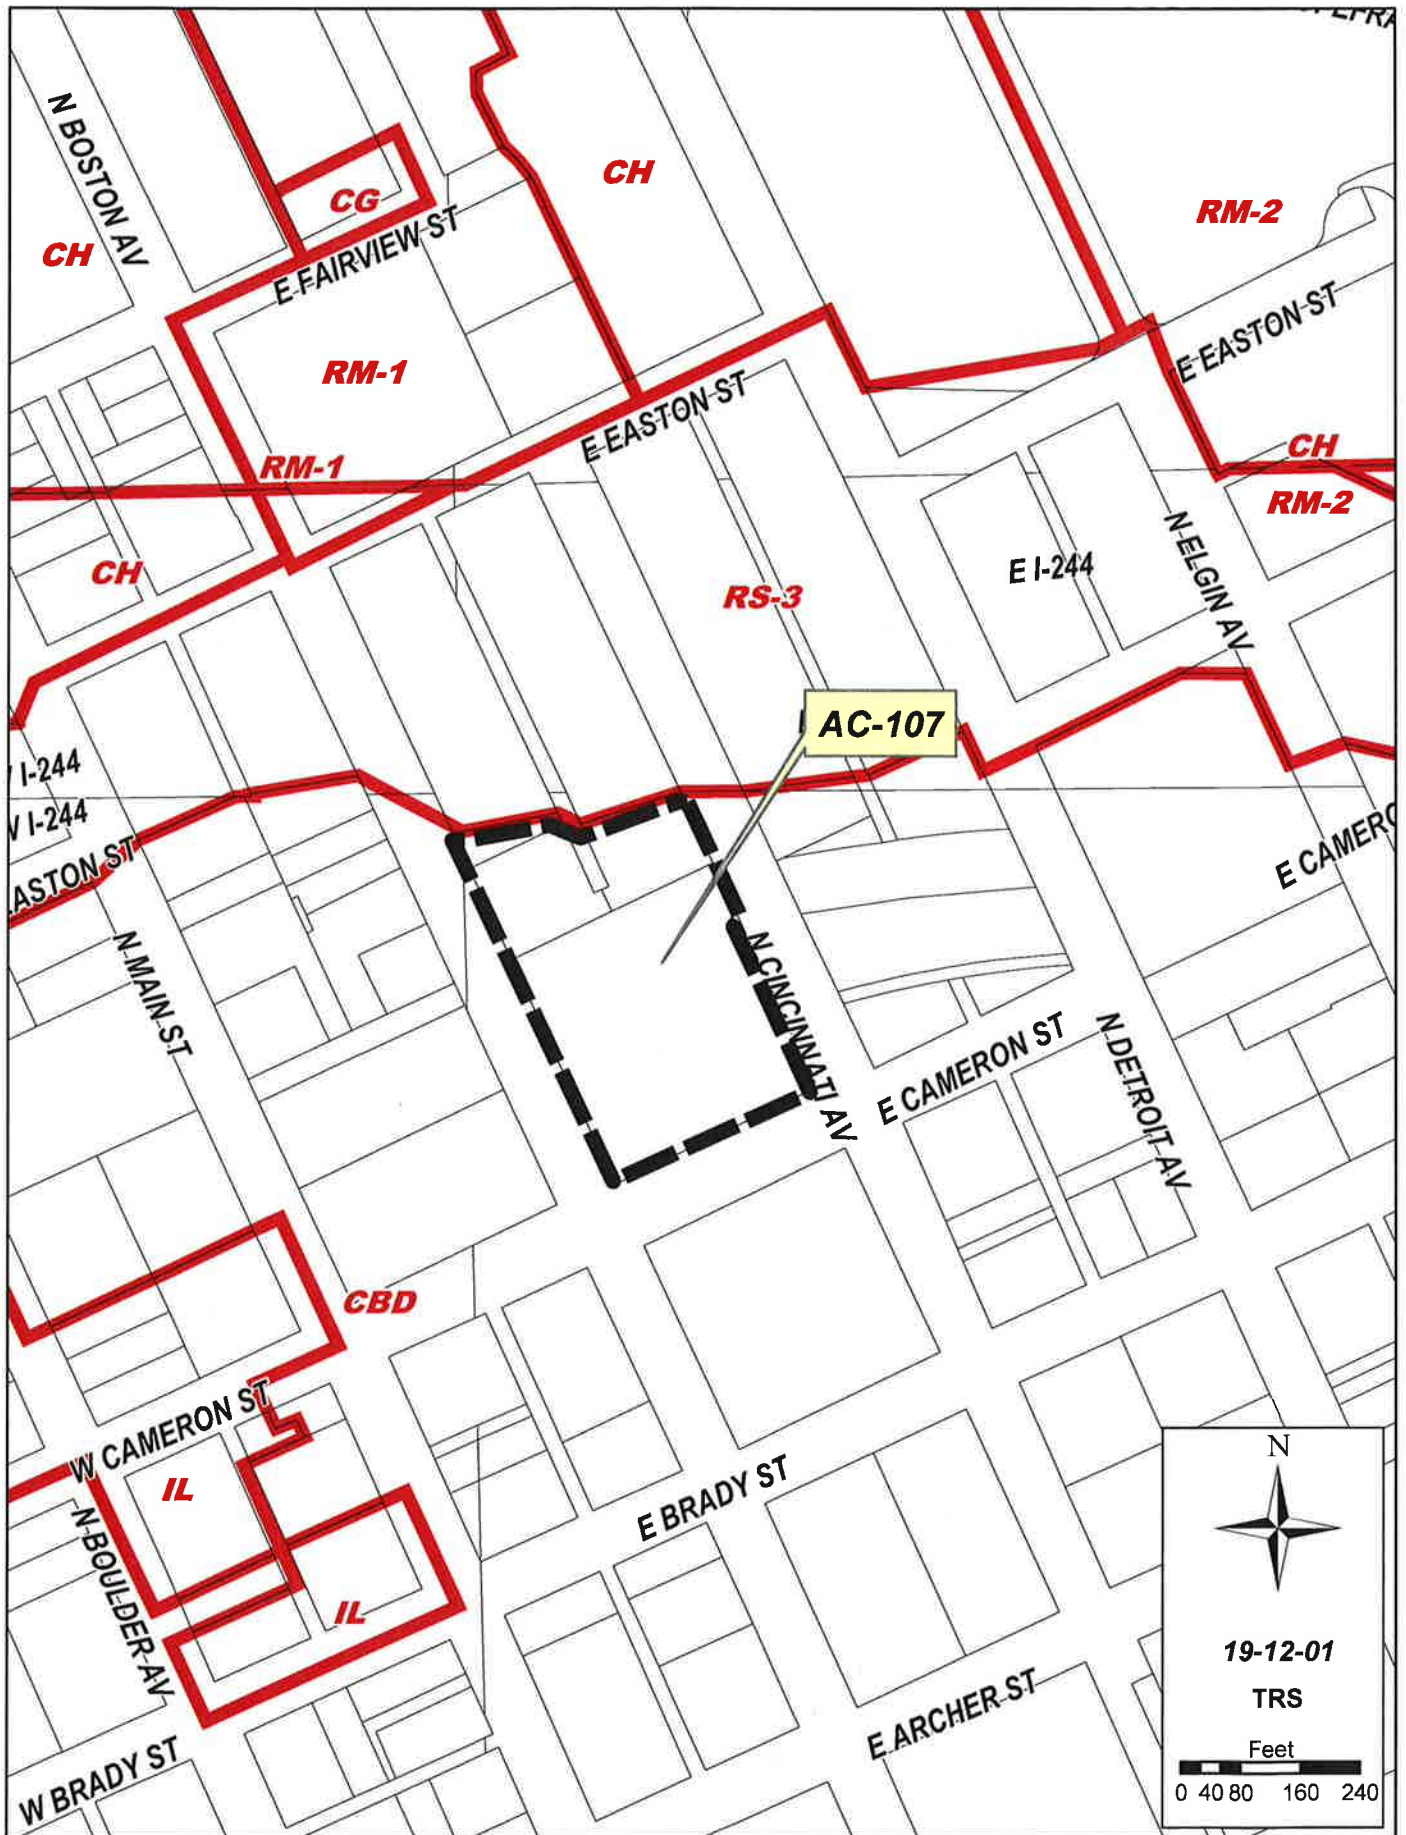 N BOSTON AV
CH
CG
CH
RM-2
E FAIRVIEW ST
E EASTON ST
RM-1
E EASTON ST
CH
RM-1
RM-2
CH
E I-244
N ELGIN AV
RS-3
AC-107
I-244
I-244
EASTON ST
E CAMERO
N MAIN ST
N CINCINNATI AV
E CAMERON ST
N DETROIT AV
CBD
W CAMERON ST
IL
E BRADY ST
N BOULDER AV
IL
E ARCHER ST
W BRADY ST
N
19-12-01
TRS
Feet
0 40 80 160 240